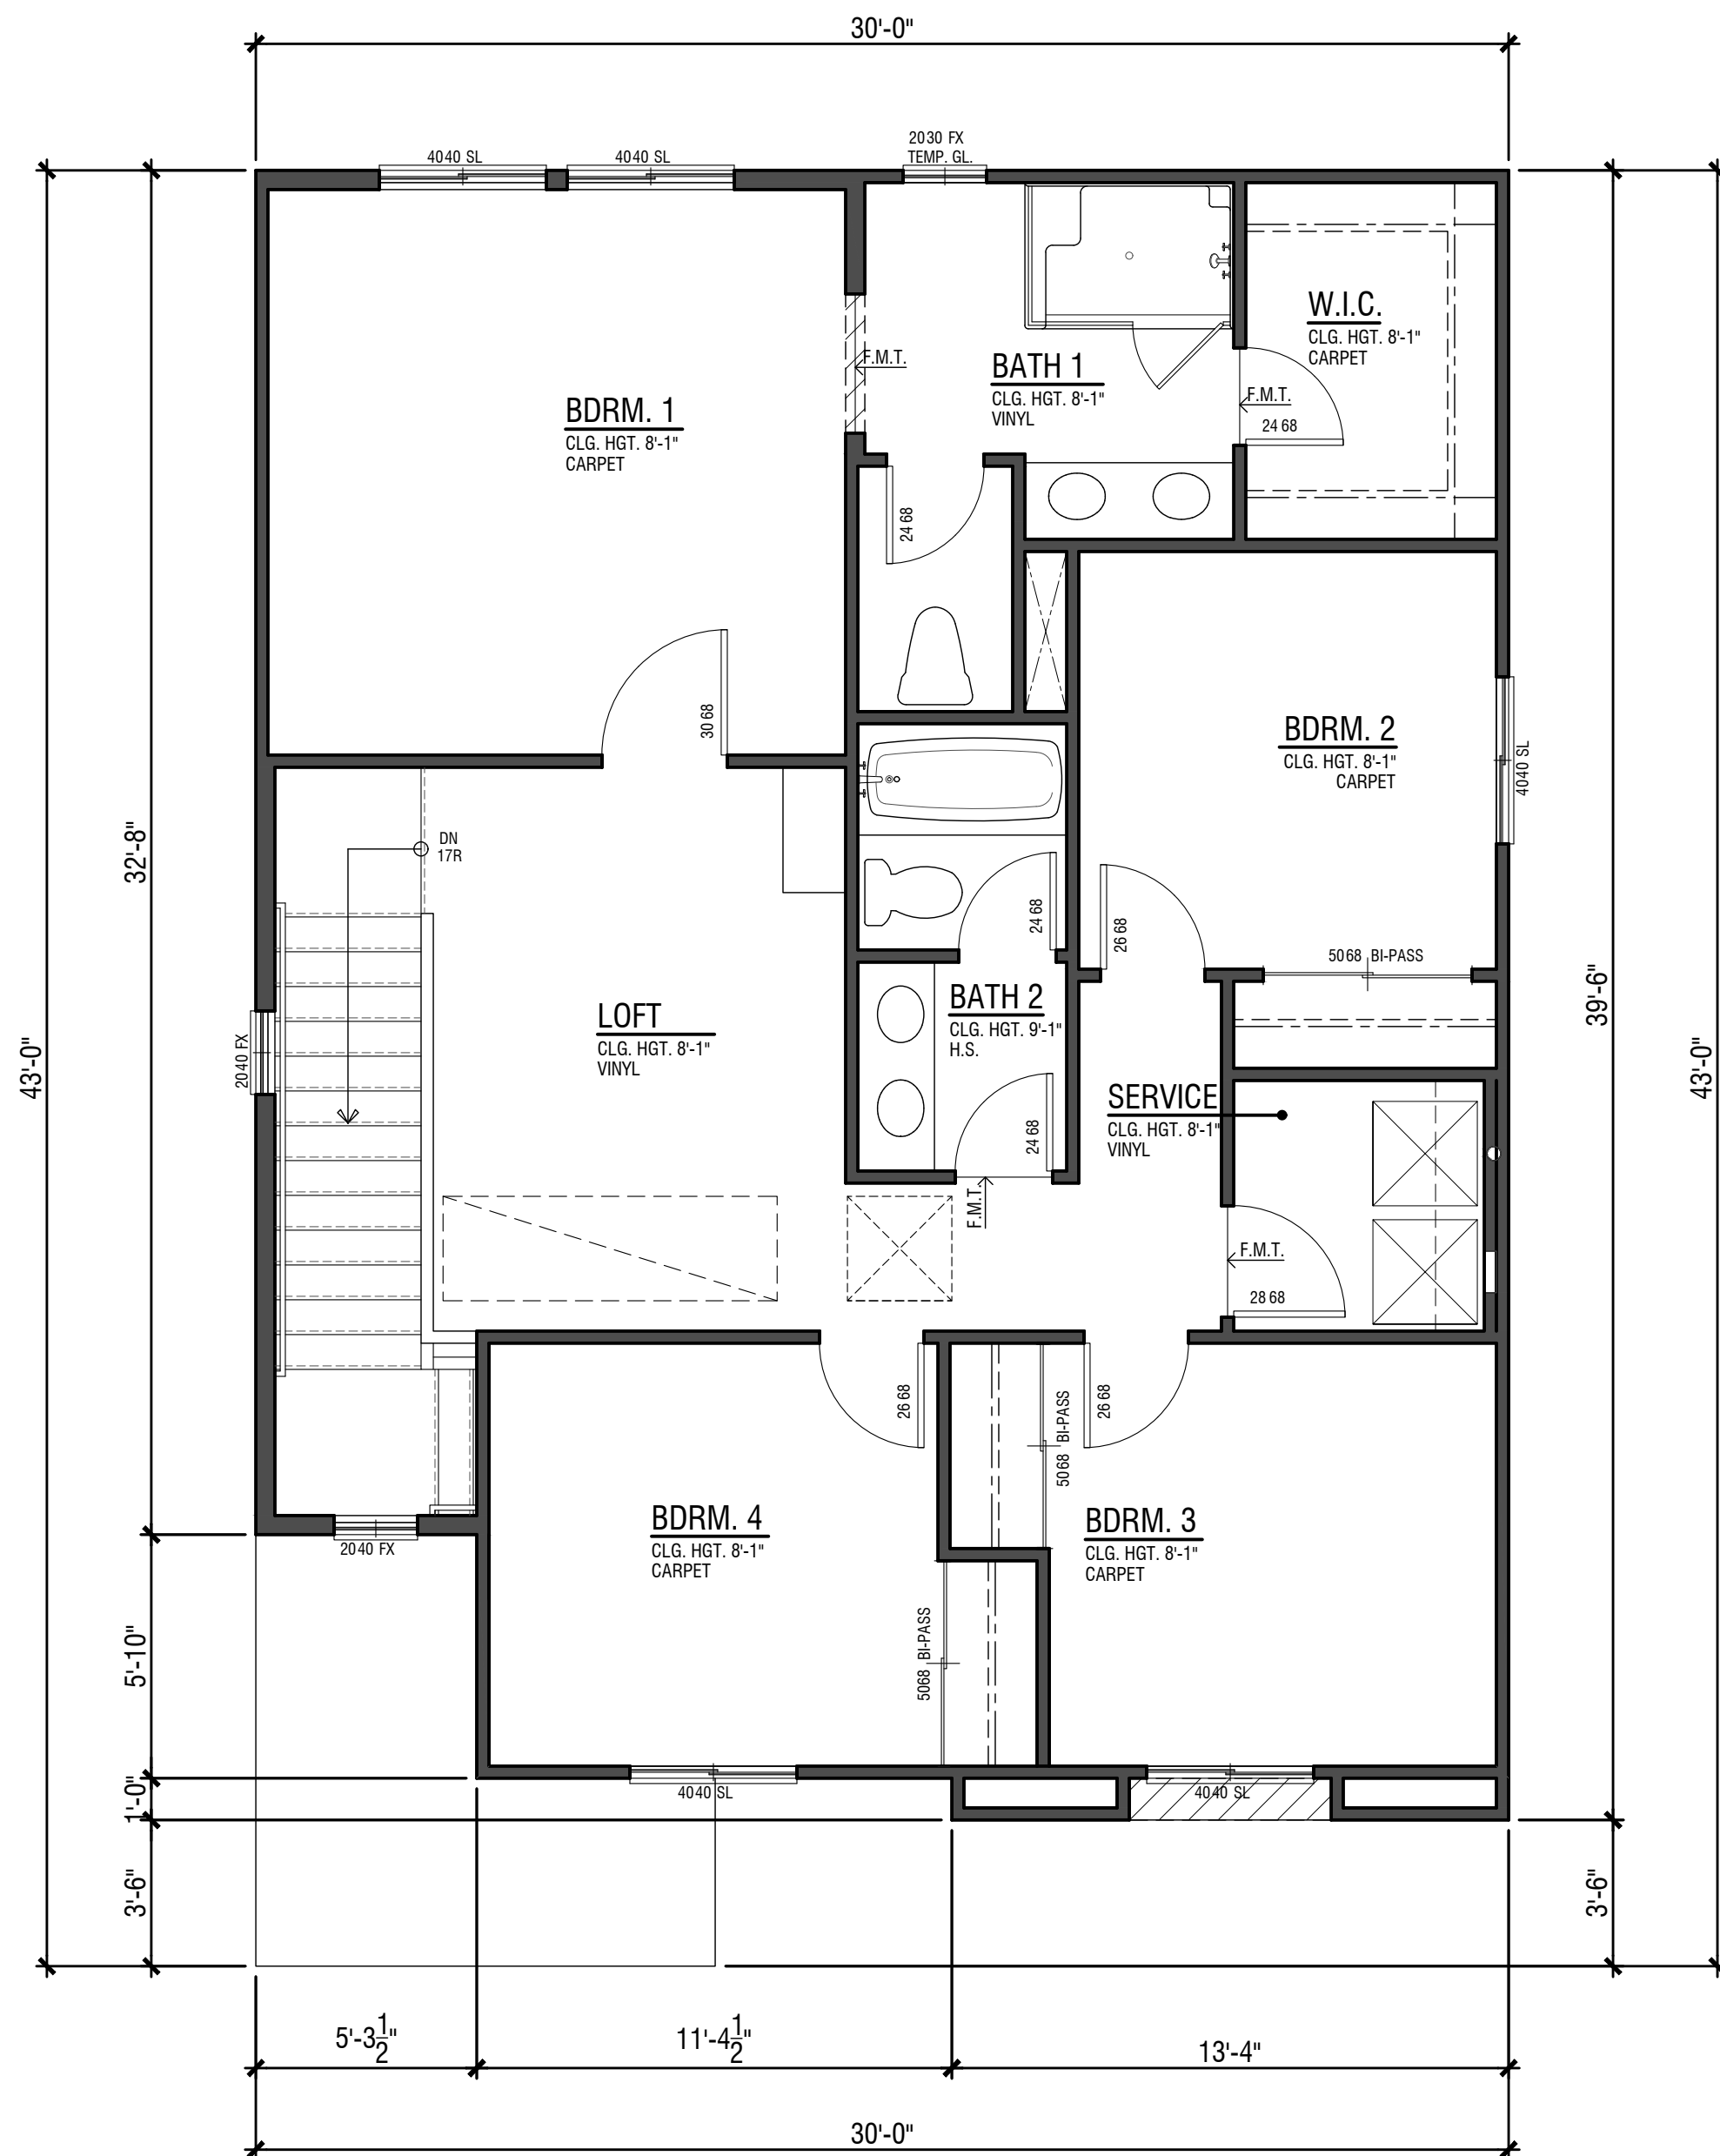 30'-0"
2030 FX
TEMP. GL.
4040 SL
4040 SL
W.I.C.
CLG. HGT. 8'-1"
CARPET
F.M.T.
BATH 1
CLG. HGT. 8'-1"
VINYL
F.M.T.
24 68
BDRM. 1
CLG. HGT. 8'-1"
CARPET
24 68
30 68
BDRM. 2
CLG. HGT. 8'-1"
CARPET
4040 SL
DN
17R
32'-8"
24 68
26 68
5068 BI-PASS
39'-6"
BATH 2
CLG. HGT. 9'-1"
H.S.
LOFT
CLG. HGT. 8'-1"
VINYL
2040 FX
43'-0"
43'-0"
SERVICE
CLG. HGT. 8'-1"
VINYL
24 68
F.M.T.
F.M.T.
28 68
26 68
5068 BI-PASS
26 68
BDRM. 4
CLG. HGT. 8'-1"
CARPET
BDRM. 3
CLG. HGT. 8'-1"
CARPET
2040 FX
5'-10"
5068 BI-PASS
4040 SL
4040 SL
1'-0"
3'-6"
3'-6"
5'-3 1/2"
11'-4 1/2"
13'-4"
30'-0"